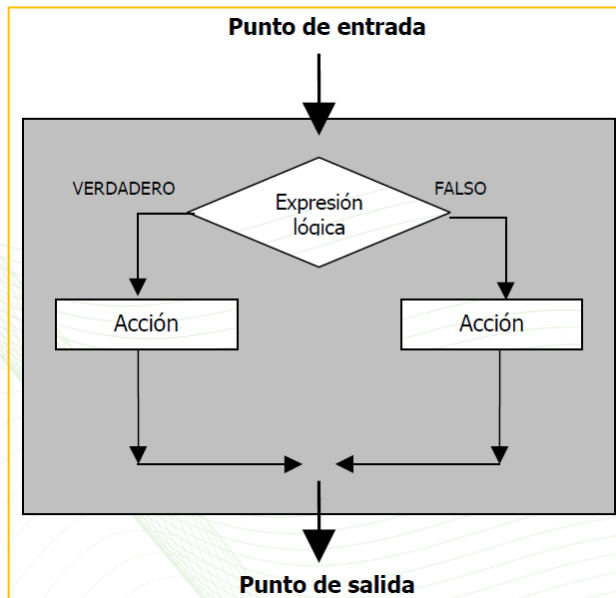 Punto de entrada
VERDADERO
FALSO
Expresión
lógica
Acción
Acción
Punto de salida